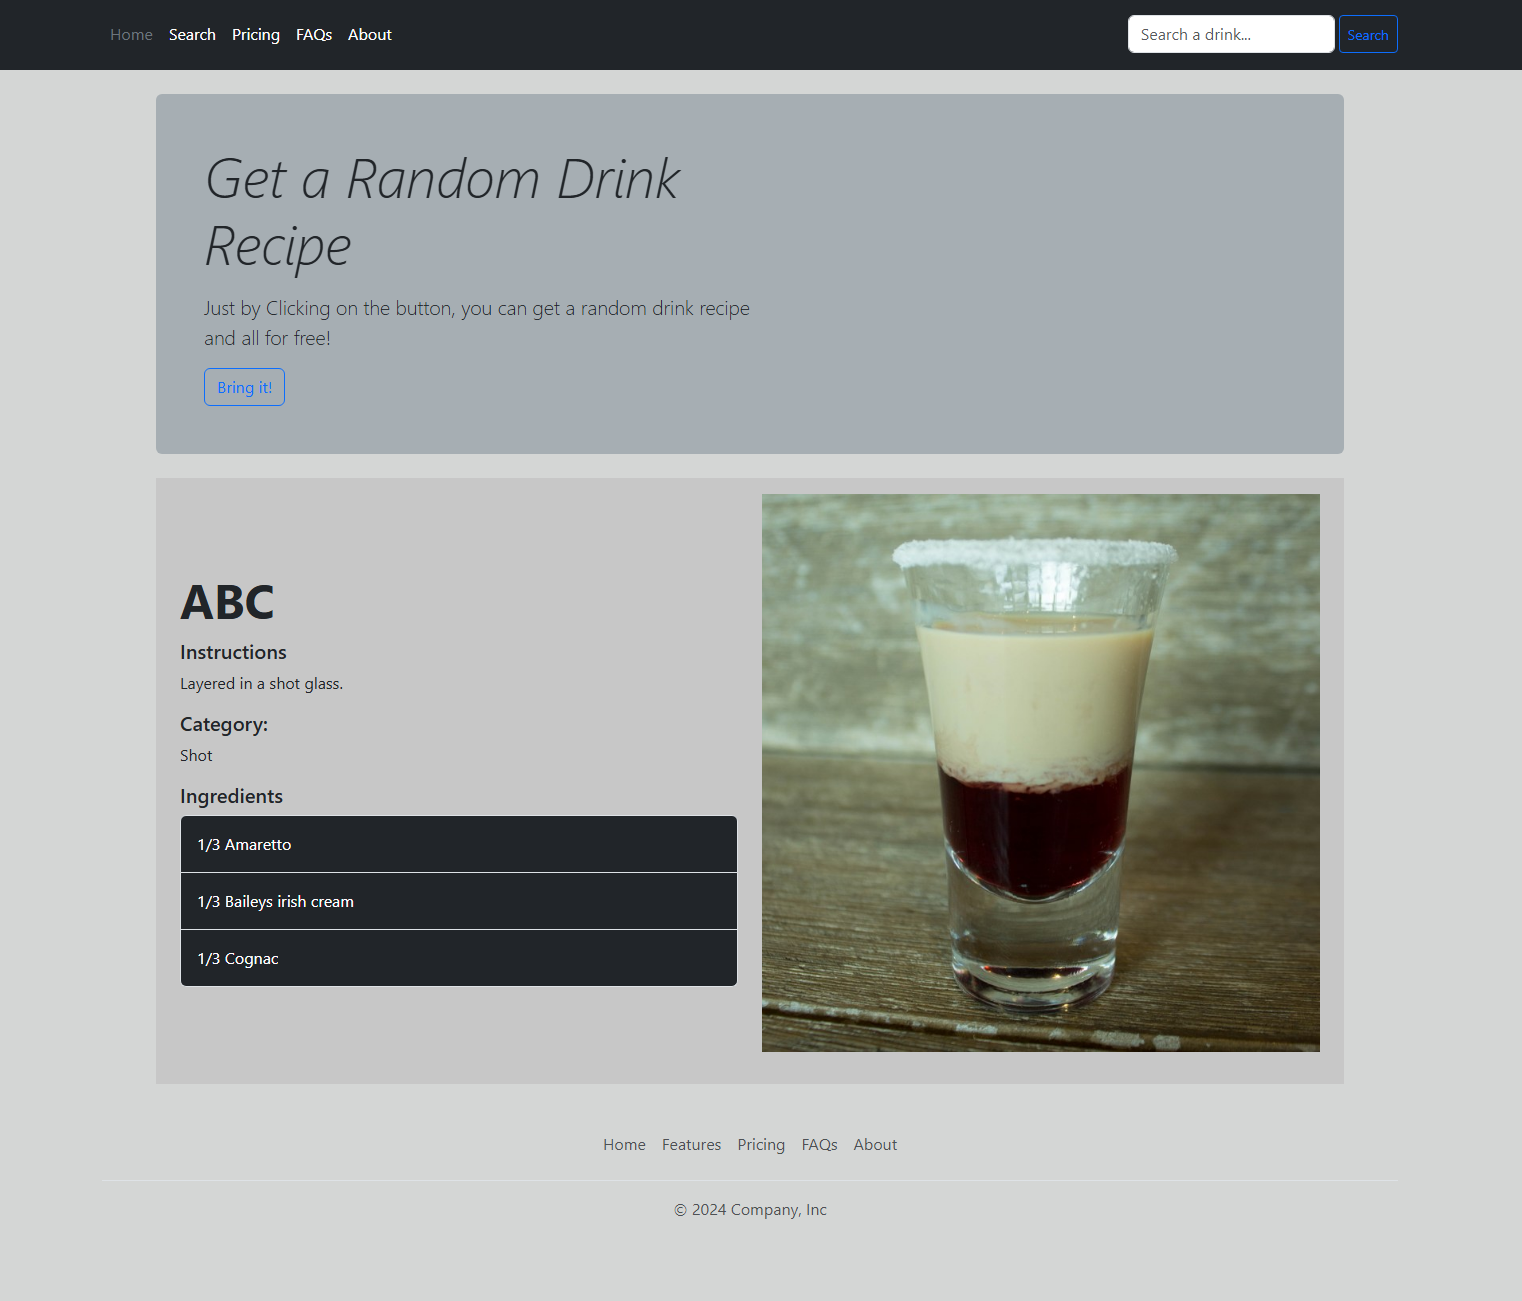 Home Search Pricing FAQs About Search a drink... Search
Get a Random Drink
Recipe
Just by Clicking on the button, you can get a random drink recipe
and all for free!
Bring it!
ABC
Instructions
Layered in a shot glass.
Category:
Shot
Ingredients
1/3 Amaretto
1/3 Baileys irish cream
1/3 Cognac
Home Features Pricing FAQs About
© 2024 Company, Inc